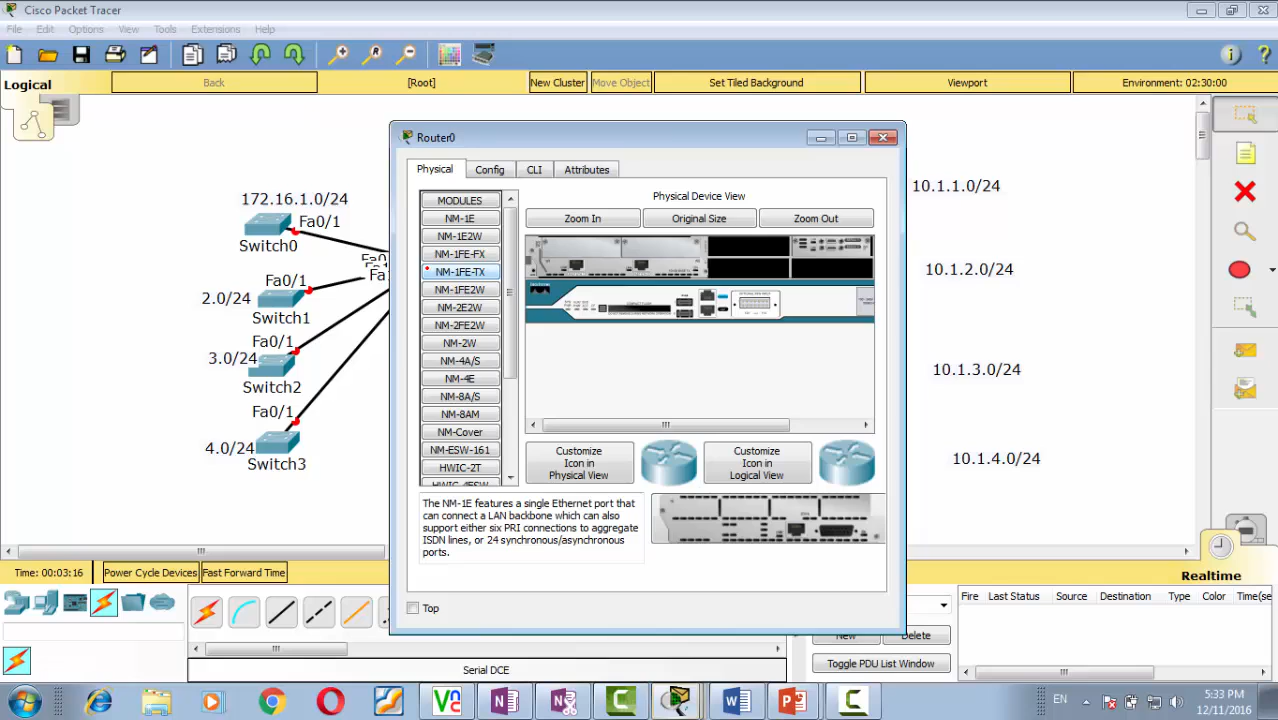 Cisco Packet Tracer
File Edit Options View Tools Extensions Help
Logical
Back
[Root]
New Cluster
Move Object
Set Tiled Background
Viewport
Environment: 02:30:00
172.16.1.0/24
Fa0/1
Switch0
Fa0/1
2.0/24
Switch1
Fa0/1
3.0/24
Switch2
Fa0/1
4.0/24
Switch3
Router0
Physical Config CLI Attributes
MODULES
NM-1E
NM-1E2W
NM-1FE-FX
NM-1FE-TX
NM-1FE2W
NM-2E2W
NM-2FE2W
NM-2W
NM-4A/S
NM-4E
NM-8A/S
NM-8AM
NM-Cover
NM-ESW-161
HWIC-2T
HWIC-4ESW
Physical Device View
Zoom In
Original Size
Zoom Out
Customize
Icon in
Physical View
Customize
Icon in
Logical View
The NM-1E features a single Ethernet port that
can connect a LAN backbone which can also
support either six PRI connections to aggregate
ISDN lines, or 24 synchronous/asynchronous
ports.
Top
10.1.1.0/24
10.1.2.0/24
10.1.3.0/24
10.1.4.0/24
Time: 00:03:16
Power Cycle Devices
Fast Forward Time
Realtime
Serial DCE
New
Delete
Toggle PDU List Window
Fire Last Status Source Destination Type Color Time(se
EN
5:33 PM
12/11/2016